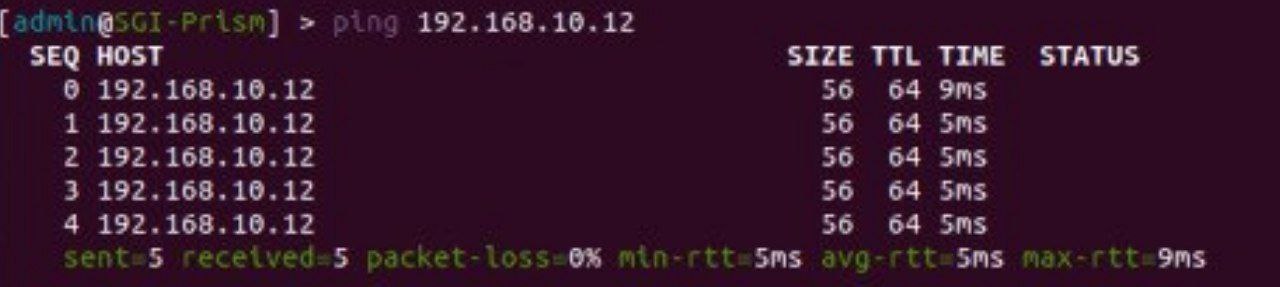 [admin@SGI-Prism] > ping 192.168.10.12
SEQ HOST SIZE TTL TIME STATUS
0 192.168.10.12 56 64 9ms
1 192.168.10.12 56 64 5ms
2 192.168.10.12 56 64 5ms
3 192.168.10.12 56 64 5ms
4 192.168.10.12 56 64 5ms
sent=5 received=5 packet-loss=0% min-rtt=5ms avg-rtt=5ms max-rtt=9ms